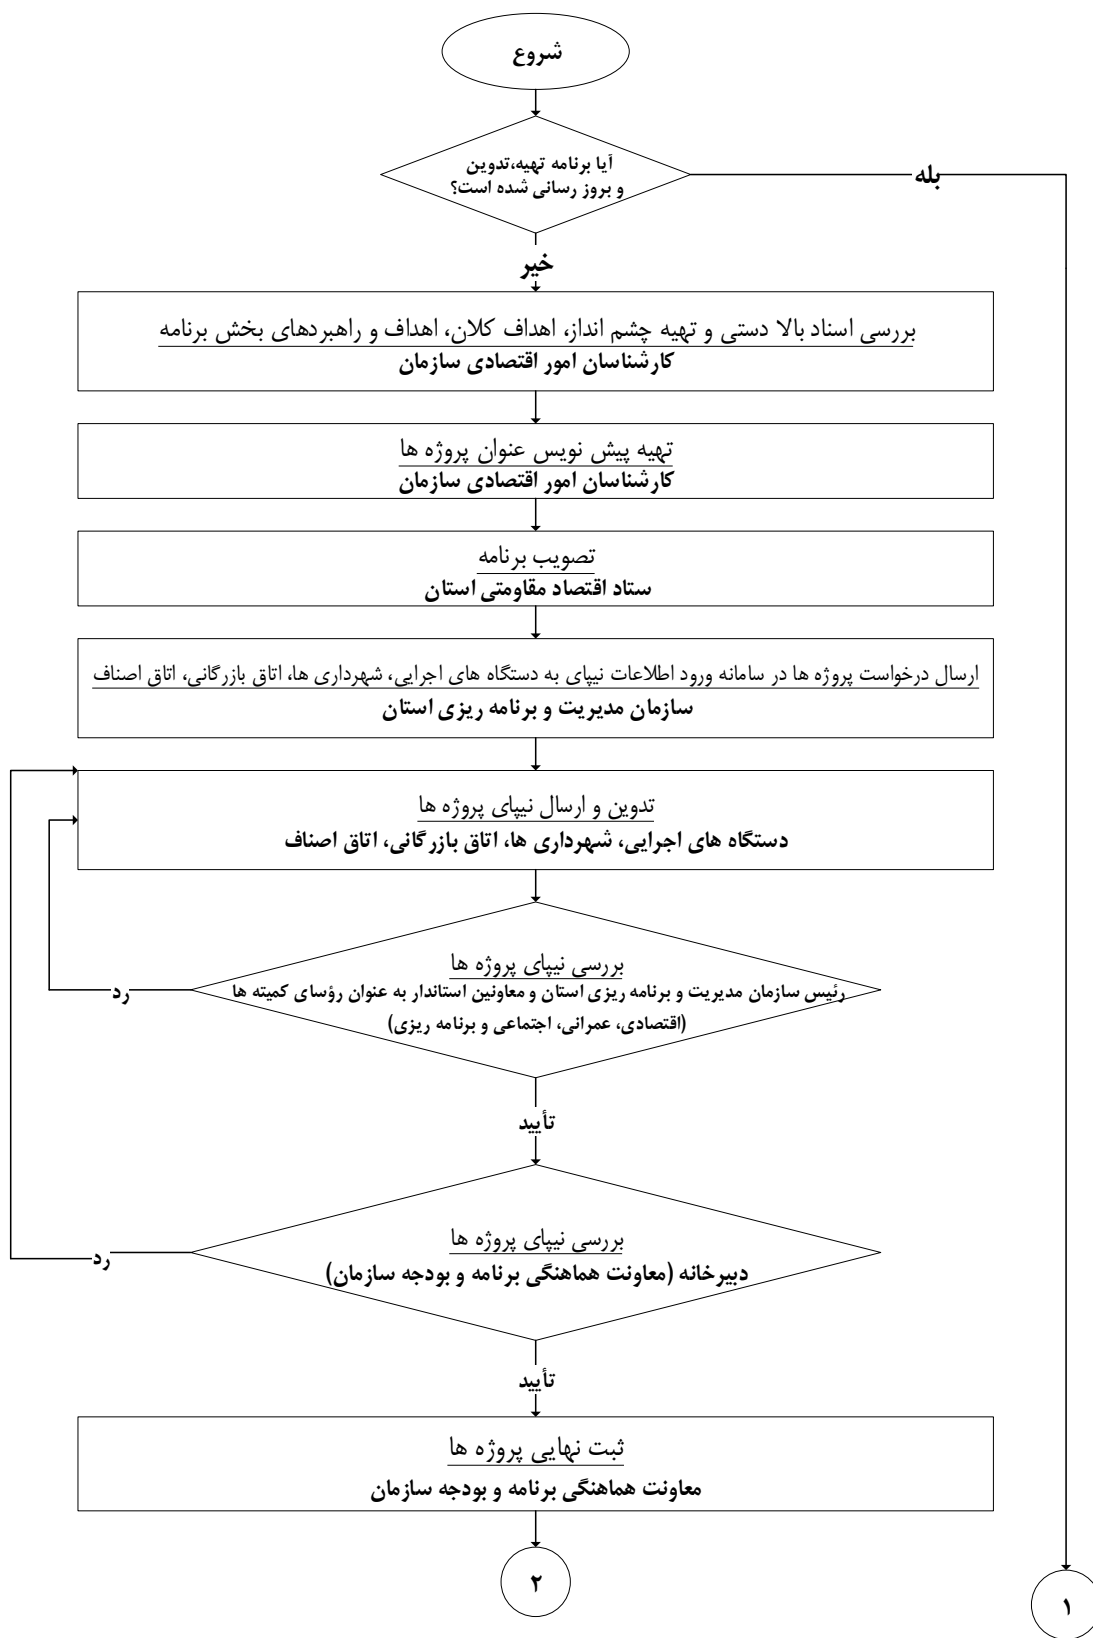 شروع
آیا برنامه تهیه،تدوین
و بروز رسانی شده است؟
بله
خیر
بررسی اسناد بالا دستی و تهیه چشم انداز، اهداف کلان، اهداف و راهبردهای بخش برنامه
کارشناسان امور اقتصادی سازمان
تهیه پیش نویس عنوان پروژه ها
کارشناسان امور اقتصادی سازمان
تصویب برنامه
ستاد اقتصاد مقاومتی استان
ارسال درخواست پروژه ها در سامانه ورود اطلاعات نیپای به دستگاه های اجرایی، شهرداری ها، اتاق بازرگانی، اتاق اصناف
سازمان مدیریت و برنامه ریزی استان
تدوین و ارسال نیپای پروژه ها
دستگاه های اجرایی، شهرداری ها، اتاق بازرگانی، اتاق اصناف
بررسی نیپای پروژه ها
رئیس سازمان مدیریت و برنامه ریزی استان و معاونین استاندار به عنوان رؤسای کمیته ها
(اقتصادی، عمرانی، اجتماعی و برنامه ریزی)
رد
تأیید
بررسی نیپای پروژه ها
دبیرخانه (معاونت هماهنگی برنامه و بودجه سازمان)
رد
تأیید
ثبت نهایی پروژه ها
معاونت هماهنگی برنامه و بودجه سازمان
۲
۱